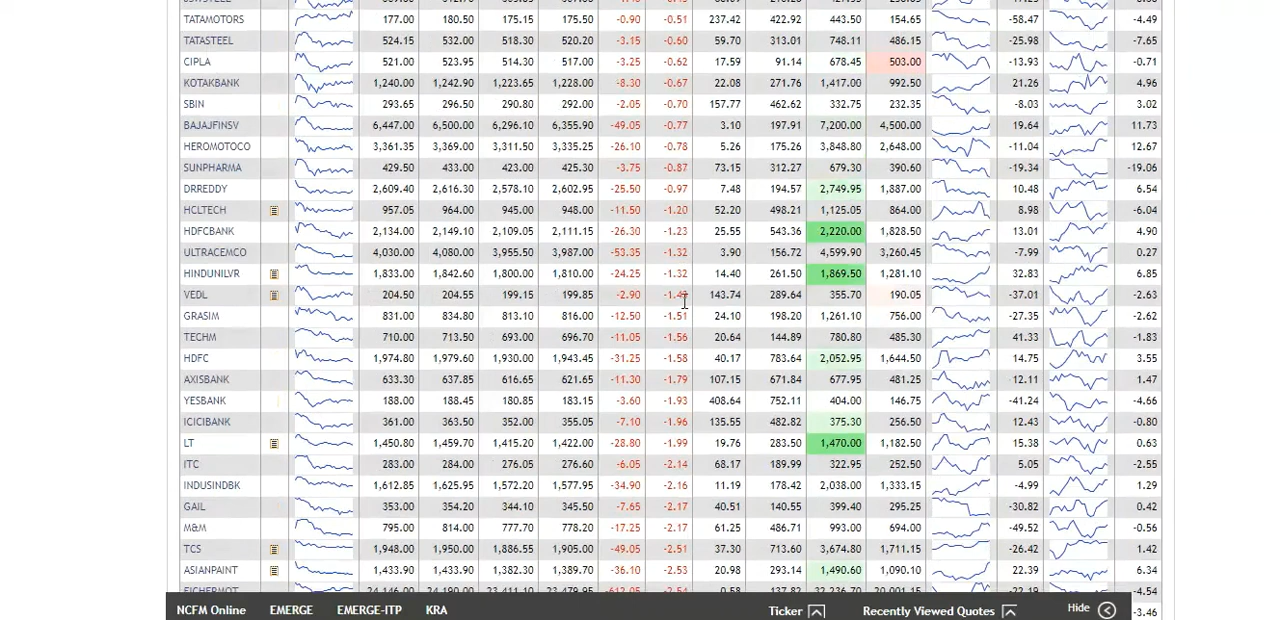 TATAMOTORS 177.00 180.50 175.15 175.50 -0.90 -0.51 237.42 422.92 443.50 154.65 -58.47 -4.49
TATASTEEL 524.15 532.00 518.30 520.20 -3.15 -0.60 59.70 313.01 748.11 486.15 -25.98 -7.65
CIPLA 521.00 523.95 514.30 517.00 -3.25 -0.62 17.59 91.14 678.45 503.00 -13.93 -0.71
KOTAKBANK 1,240.00 1,242.90 1,223.65 1,228.00 -8.30 -0.67 22.08 271.76 1,417.00 992.50 21.26 4.96
SBIN 293.65 296.50 290.80 292.00 -2.05 -0.70 157.77 462.62 332.75 232.35 -8.03 3.02
BAJAJFINSV 6,447.00 6,500.00 6,296.10 6,355.90 -49.05 -0.77 3.10 197.91 7,200.00 4,500.00 19.64 11.73
HEROMOTOCO 3,361.35 3,369.00 3,311.50 3,335.25 -26.10 -0.78 5.26 175.26 3,848.80 2,648.00 -11.04 12.67
SUNPHARMA 429.50 433.00 423.00 425.30 -3.75 -0.87 73.15 312.27 679.30 390.60 -19.34 -19.06
DRREDDY 2,609.40 2,616.30 2,578.10 2,602.95 -25.50 -0.97 7.48 194.57 2,749.95 1,887.00 10.48 6.54
HCLTECH 957.05 964.00 945.00 948.00 -11.50 -1.20 52.20 498.21 1,125.05 864.00 8.98 -6.04
HDFCBANK 2,134.00 2,149.10 2,109.05 2,111.15 -26.30 -1.23 25.55 543.36 2,220.00 1,828.50 13.01 4.90
ULTRACEMCO 4,030.00 4,080.00 3,955.50 3,987.00 -53.35 -1.32 3.90 156.72 4,599.90 3,260.45 -7.99 0.27
HINDUNILVR 1,833.00 1,842.60 1,800.00 1,810.00 -24.25 -1.32 14.40 261.50 1,869.50 1,281.10 32.83 6.85
VEDL 204.50 204.55 199.15 199.85 -2.90 143.74 289.64 355.70 190.05 -37.01 -2.63
GRASIM 831.00 834.80 813.10 816.00 -12.50 -1.51 24.10 198.20 1,261.10 756.00 -27.35 -2.62
TECHM 710.00 713.50 693.00 696.70 -11.05 -1.56 20.64 144.89 780.80 485.30 41.33 -1.83
HDFC 1,974.80 1,979.60 1,930.00 1,943.45 -31.25 -1.58 40.17 783.64 2,052.95 1,644.50 14.75 3.55
AXISBANK 633.30 637.85 616.65 621.65 -11.30 -1.79 107.15 671.84 677.95 481.25 12.11 1.47
YESBANK 188.00 188.45 180.85 183.15 -3.60 -1.93 408.64 752.11 404.00 146.75 -41.24 -4.66
ICICIBANK 361.00 363.50 352.00 355.05 -7.10 -1.96 135.55 482.82 375.30 256.50 12.43 -0.80
LT 1,450.80 1,459.70 1,415.20 1,422.00 -28.80 -1.99 19.76 283.50 1,470.00 1,182.50 15.38 0.63
ITC 283.00 284.00 276.05 276.60 -6.05 -2.14 68.17 189.99 322.95 252.50 5.05 -2.55
INDUSINDBK 1,612.85 1,625.95 1,572.20 1,577.95 -34.90 -2.16 11.19 178.42 2,038.00 1,333.15 -4.99 1.29
GAIL 353.00 354.20 344.10 345.50 -7.65 -2.17 40.51 140.55 399.40 295.25 -30.82 0.42
M&M 795.00 814.00 777.70 778.20 -17.25 -2.17 61.25 486.71 993.00 694.00 -49.52 -0.56
TCS 1,948.00 1,950.00 1,886.55 1,905.00 -49.05 -2.51 37.30 713.60 3,674.80 1,711.15 -26.42 1.42
ASIANPAINT 1,433.90 1,433.90 1,382.30 1,389.70 -36.10 -2.53 20.98 293.14 1,490.60 1,090.10 22.39 6.34
-4.54
NCFM Online EMERGE EMERGE-ITP KRA Ticker Recently Viewed Quotes Hide -3.46